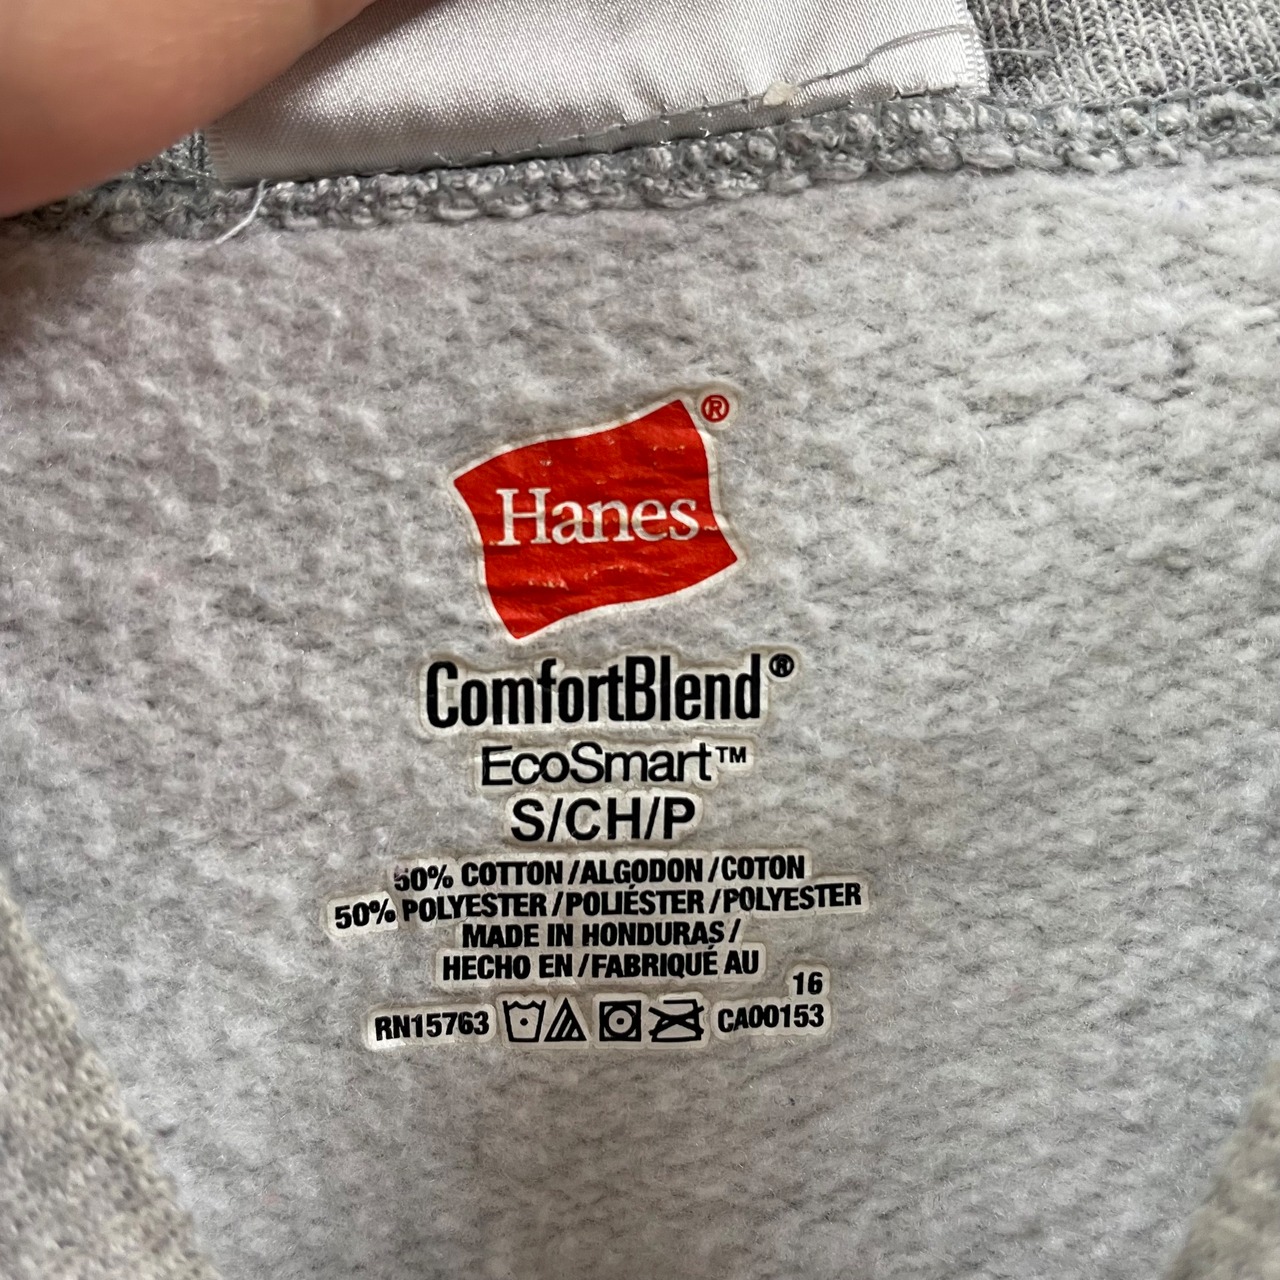 Hanes®
ComfortBlend®
EcoSmart™
S/CH/P
50% COTTON/ALGODON/COTON
50% POLYESTER/POLIÉSTER/POLYESTER
MADE IN HONDURAS/
HECHO EN/FABRIQUÉ AU
16
RN15763 CA00153